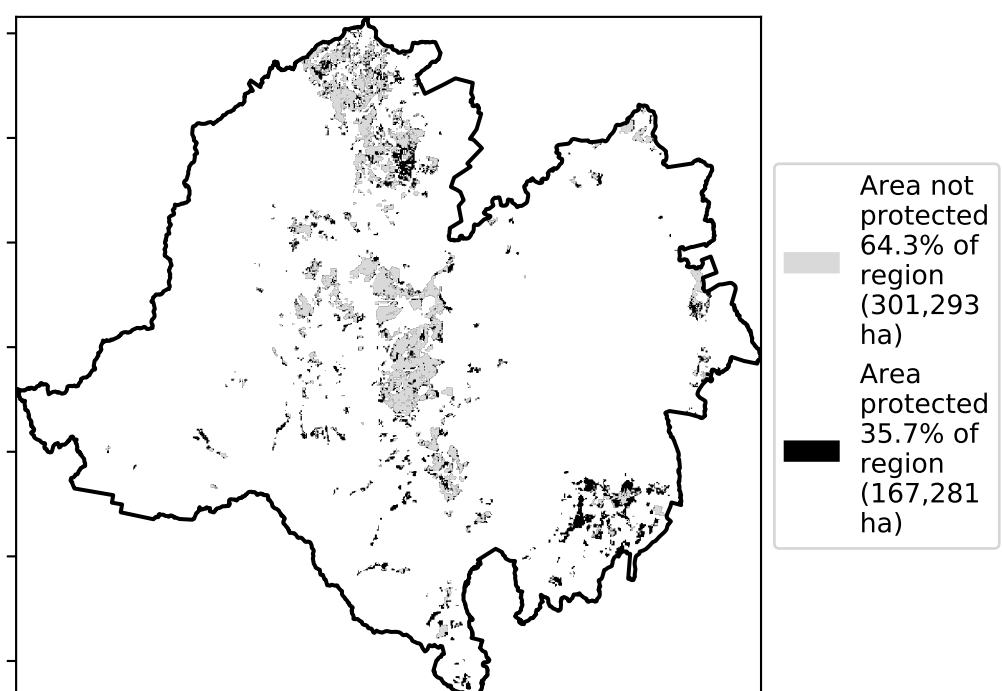 Area not
protected
64.3% of
region
(301,293
ha)
Area
protected
35.7% of
region
(167,281
ha)